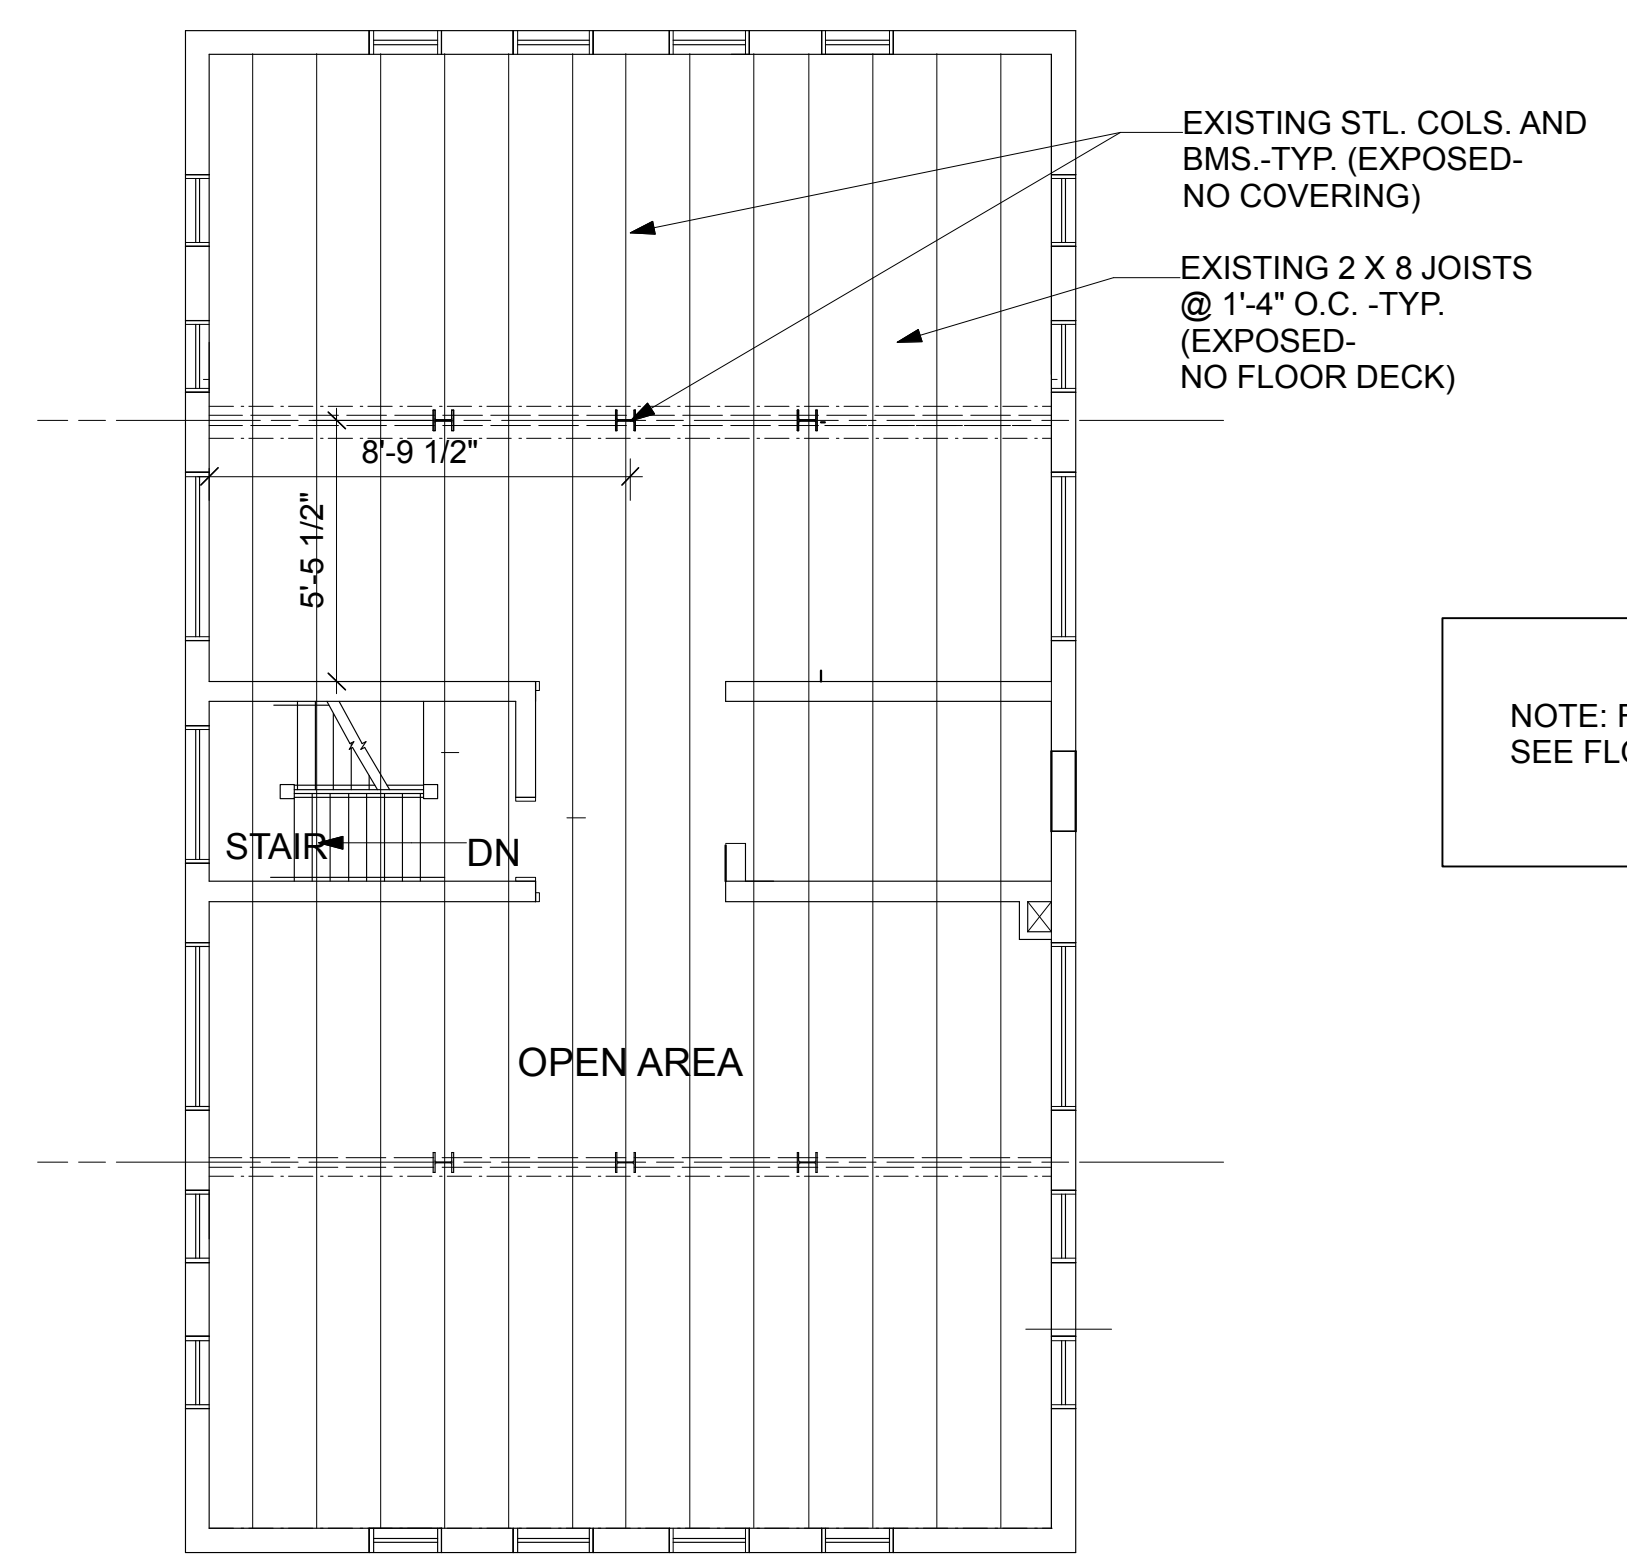 EXISTING STL. COLS. AND
BMS.-TYP. (EXPOSED-
NO COVERING)
EXISTING 2 X 8 JOISTS
@ 1'-4" O.C. -TYP.
(EXPOSED-
NO FLOOR DECK)
8'-9 1/2"
5'-5 1/2"
NOTE:
SEE
STAIR
DN
OPEN AREA